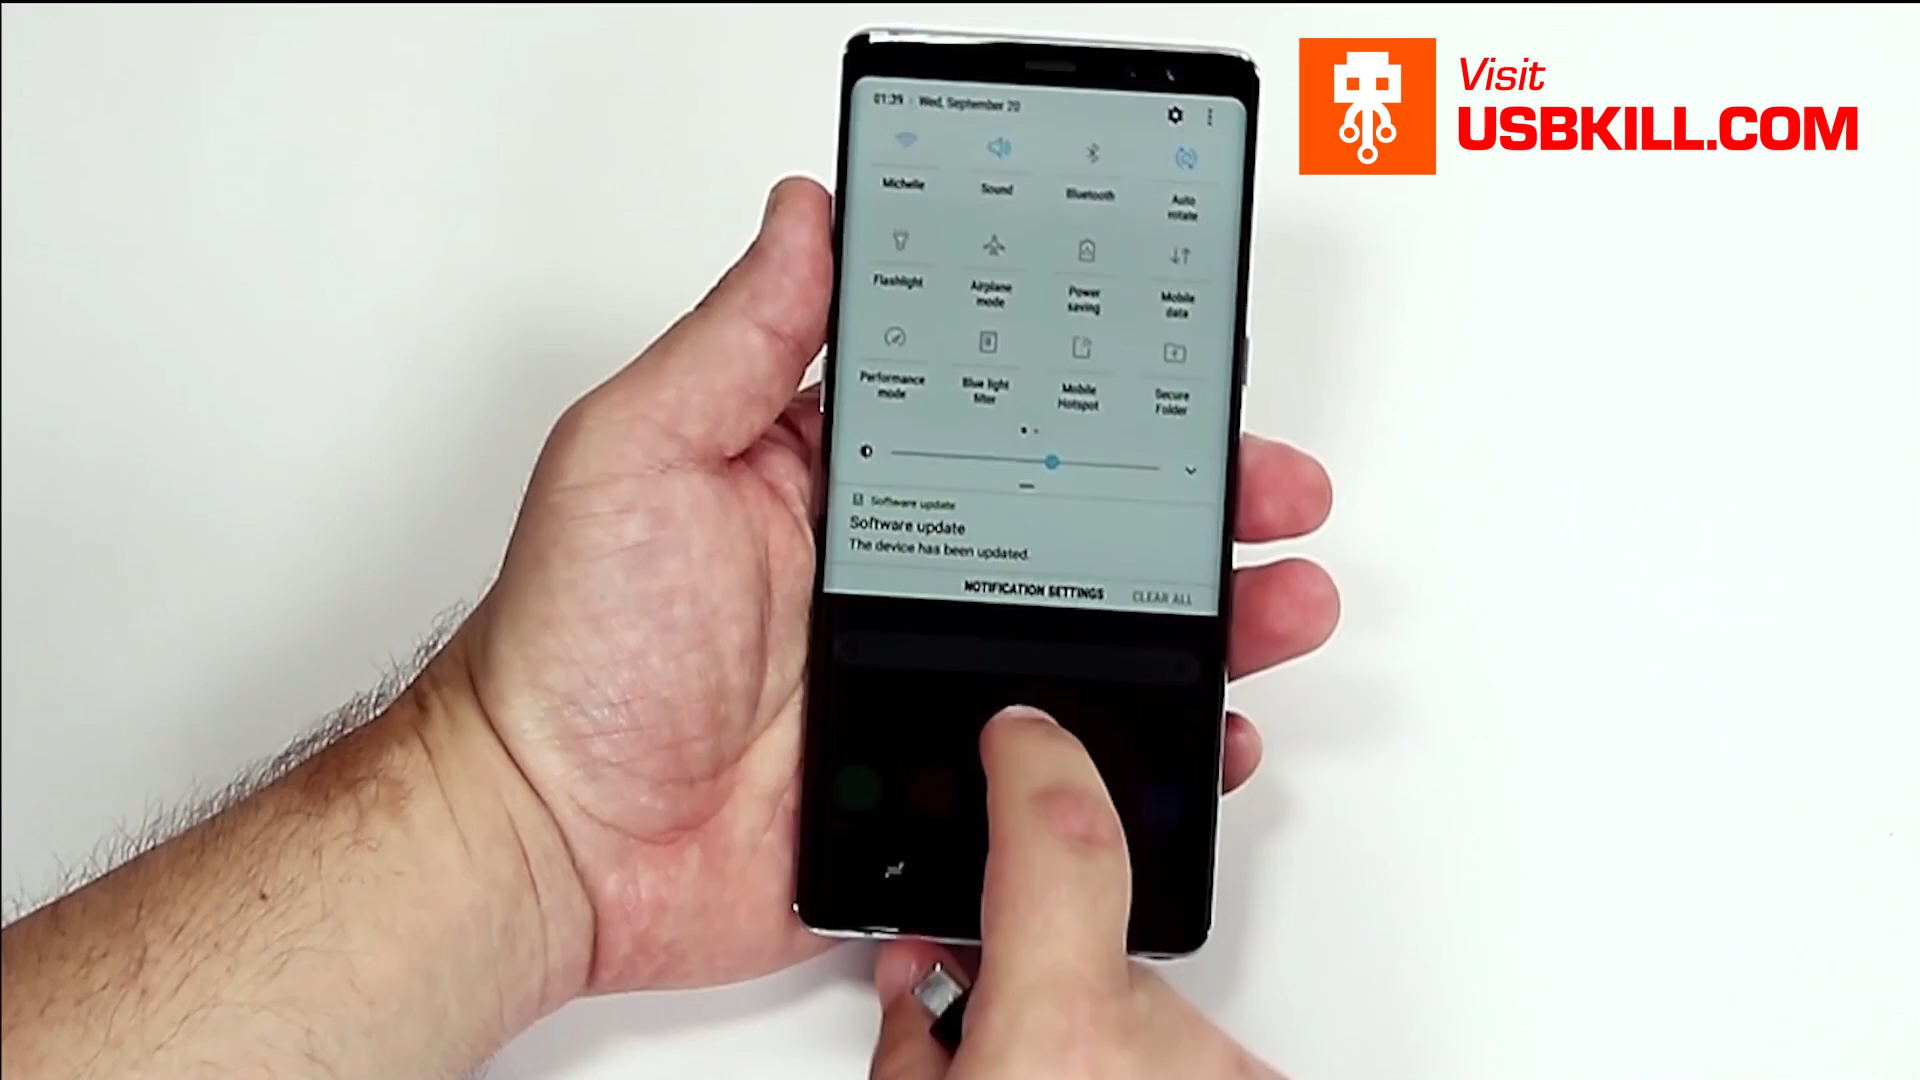 Visit
USBKILL.COM
01:39 Wed, September 20
Michelle
Sound
Bluetooth
Auto
rotate
Flashlight
Airplane
mode
Power
saving
Mobile
data
Performance
mode
Blue light
filter
Mobile
Hotspot
Secure
Folder
Software update
Software update
The device has been updated.
NOTIFICATION SETTINGS
CLEAR ALL